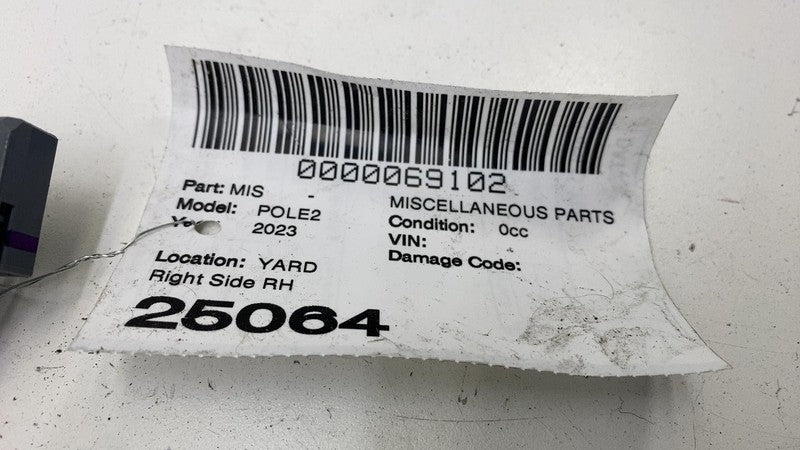 0000069102
Part: MIS -
MISCELLANEOUS PARTS
Model: POLE2
Condition: 0cc
2023
VIN:
Location: YARD
Damage Code:
Right Side RH
25064